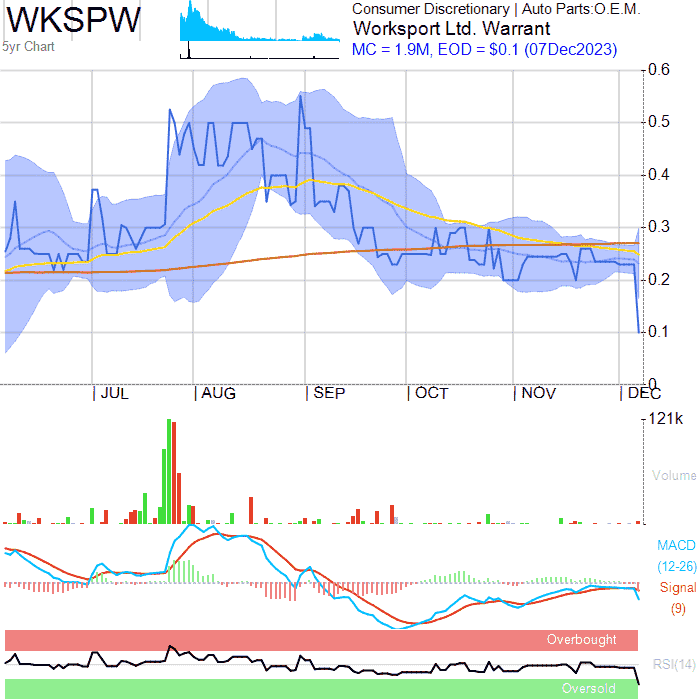 WKSPW
5yr Chart
Consumer Discretionary | Auto Parts:O.E.M.
Worksport Ltd. Warrant
MC = 1.9M, EOD = $0.1 (07Dec2023)
0.6
0.5
0.4
0.3
0.2
0.1
0
JUL AUG SEP OCT NOV DEC
121k
Volume
MACD
(12-26)
Signal
(9)
Overbought
RSI(14)
Oversold